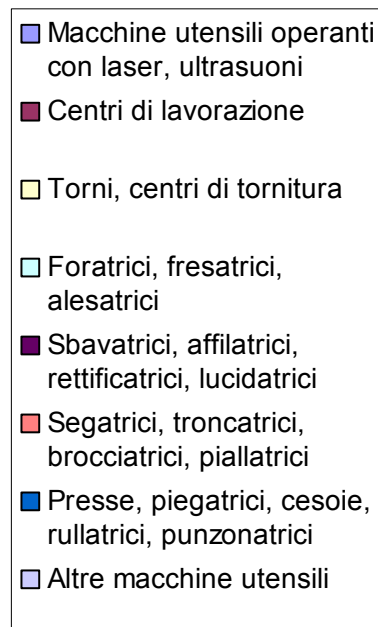 Macchine utensili operanti
con laser, ultrasuoni
Centri di lavorazione
Torni, centri di tornitura
Foratrici, fresatrici,
alesatrici
Sbavatrici, affilatrici,
rettificatrici, lucidatrici
Segatrici, troncatrici,
brocciatrici, piallatrici
Presse, piegatrici, cesoie,
rullatrici, punzonatrici
Altre macchine utensili